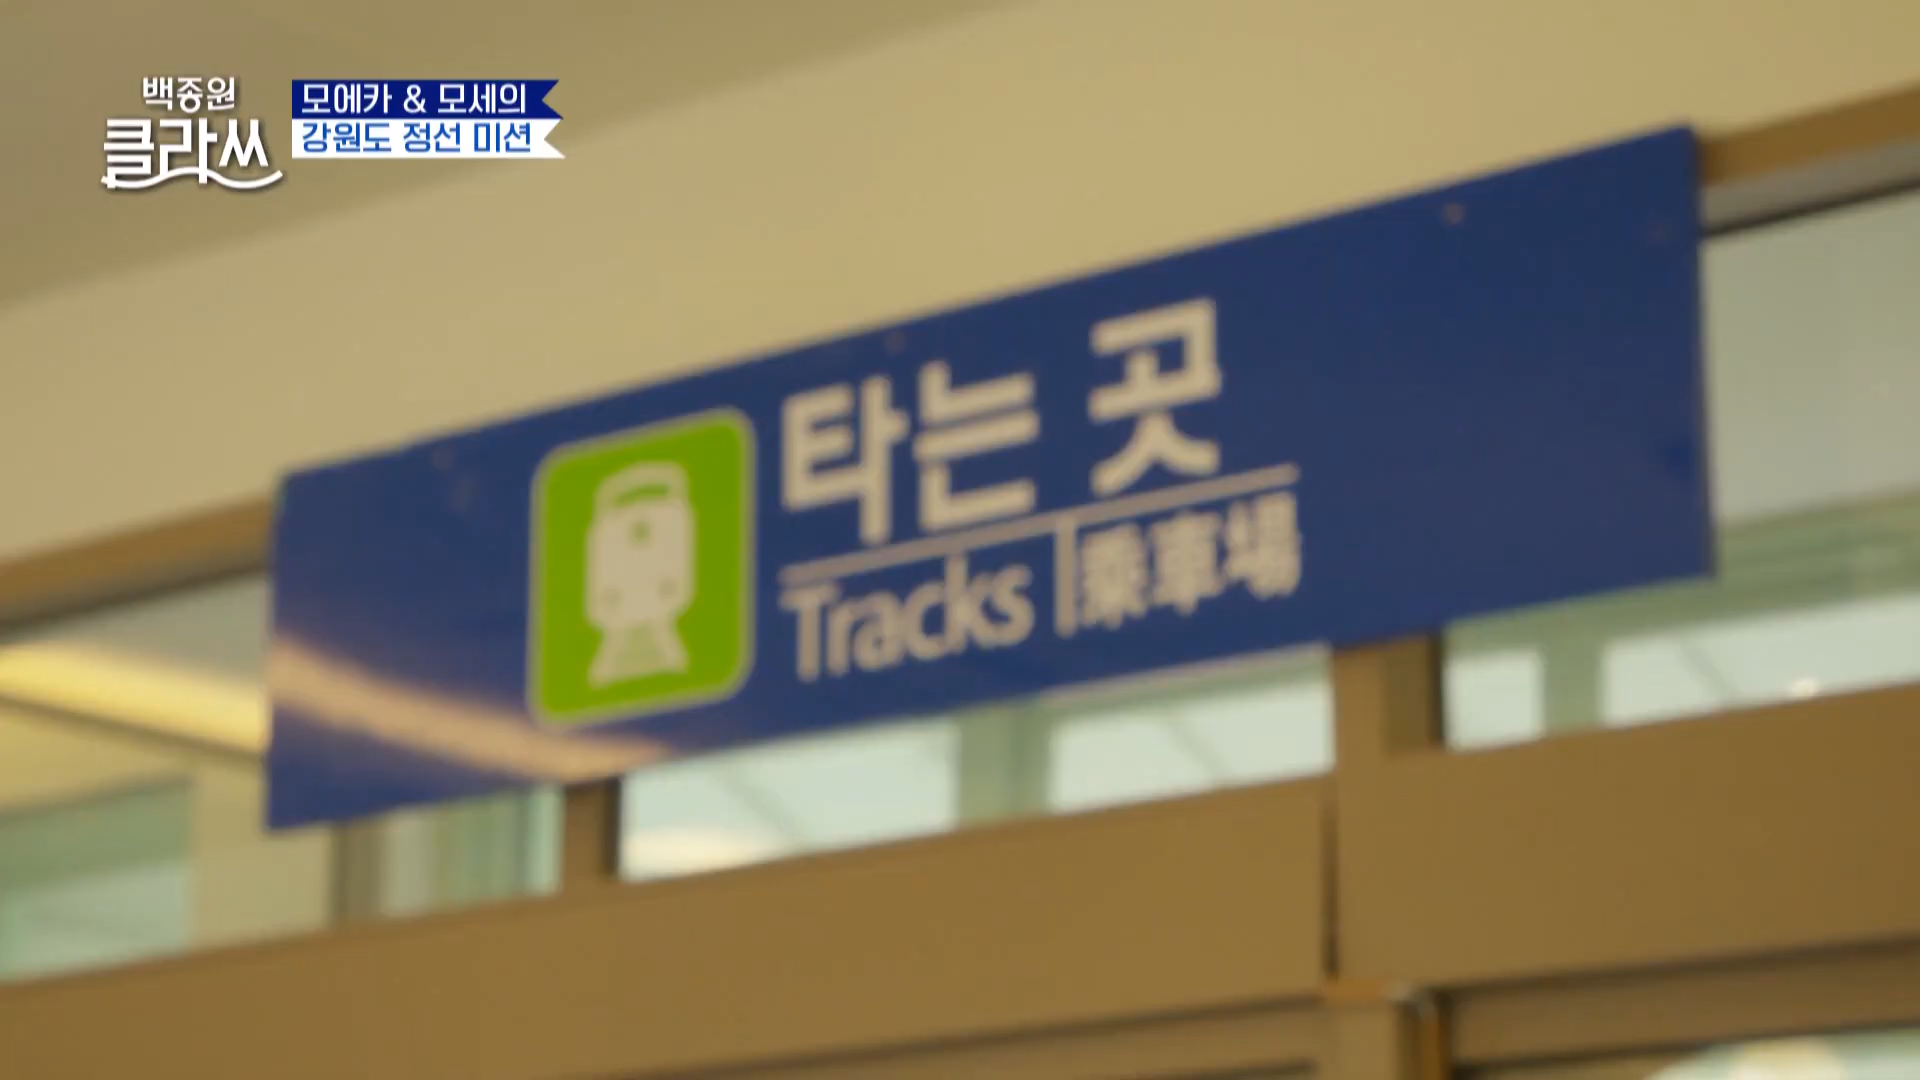 백종원
클라쓰
모에카 & 모세의
강원도 정선 미션
타는 곳
Tracks 乘車場